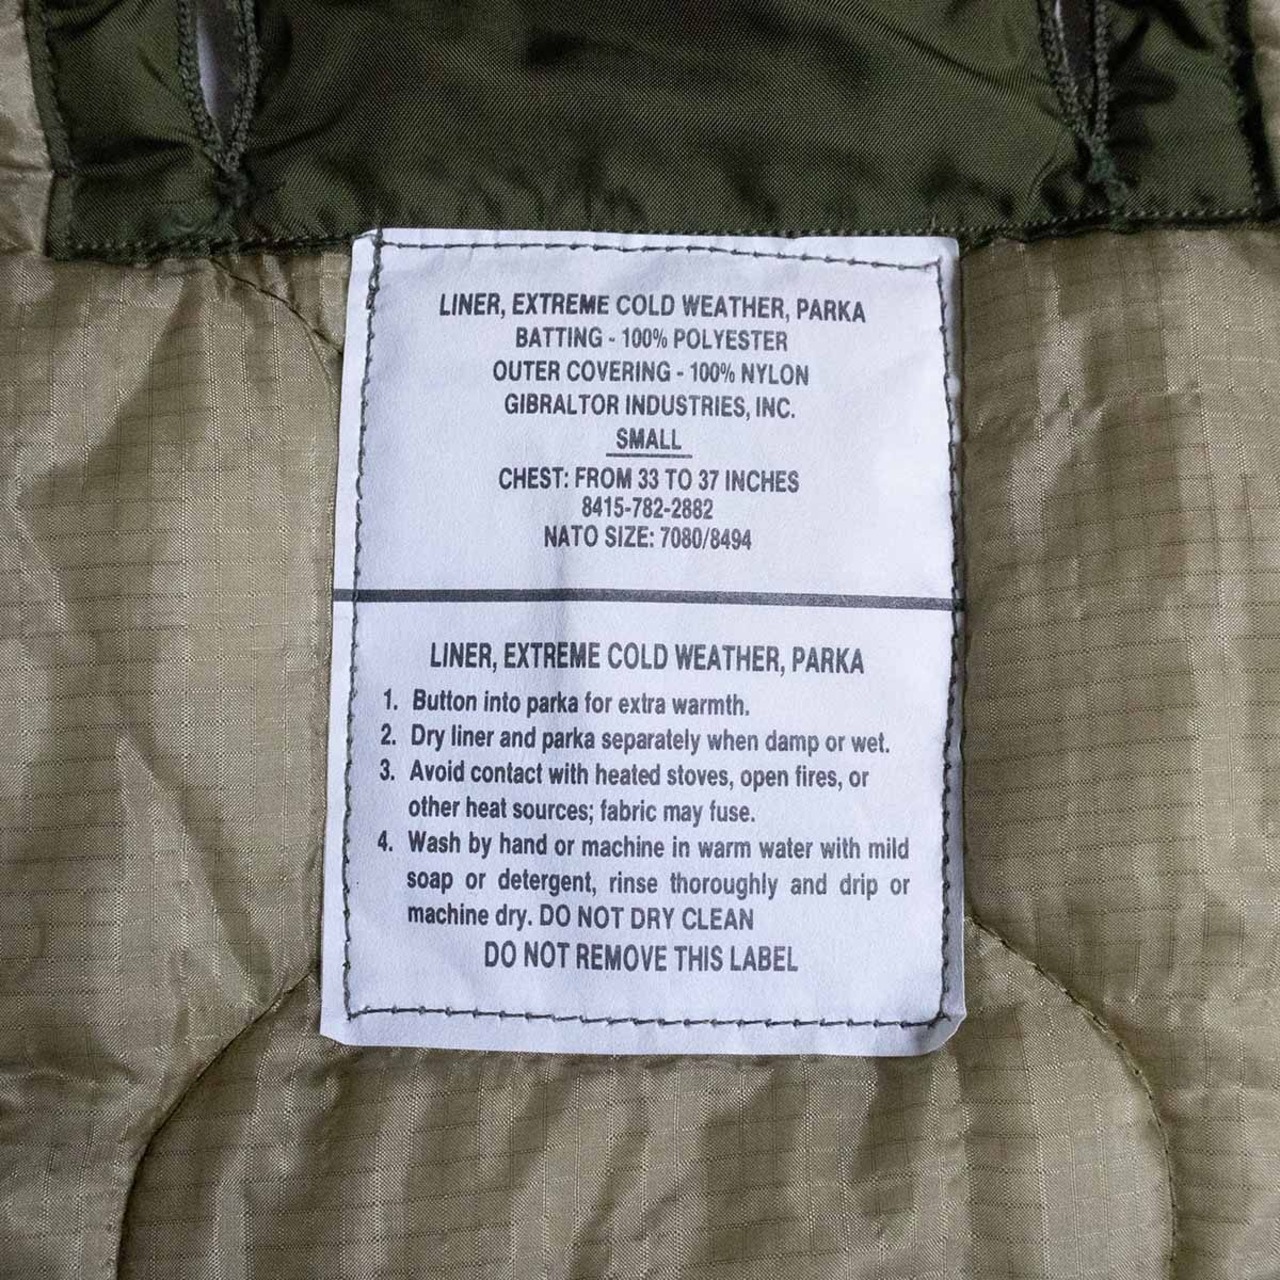 LINER, EXTREME COLD WEATHER, PARKA
BATTING - 100% POLYESTER
OUTER COVERING - 100% NYLON
GIBRALTOR INDUSTRIES, INC.
SMALL
CHEST: FROM 33 TO 37 INCHES
8415-782-2882
NATO SIZE: 7080/8494
LINER, EXTREME COLD WEATHER, PARKA
1. Button into parka for extra warmth.
2. Dry liner and parka separately when damp or wet.
3. Avoid contact with heated stoves, open fires, or
other heat sources; fabric may fuse.
4. Wash by hand or machine in warm water with mild
soap or detergent, rinse thoroughly and drip or
machine dry. DO NOT DRY CLEAN
DO NOT REMOVE THIS LABEL